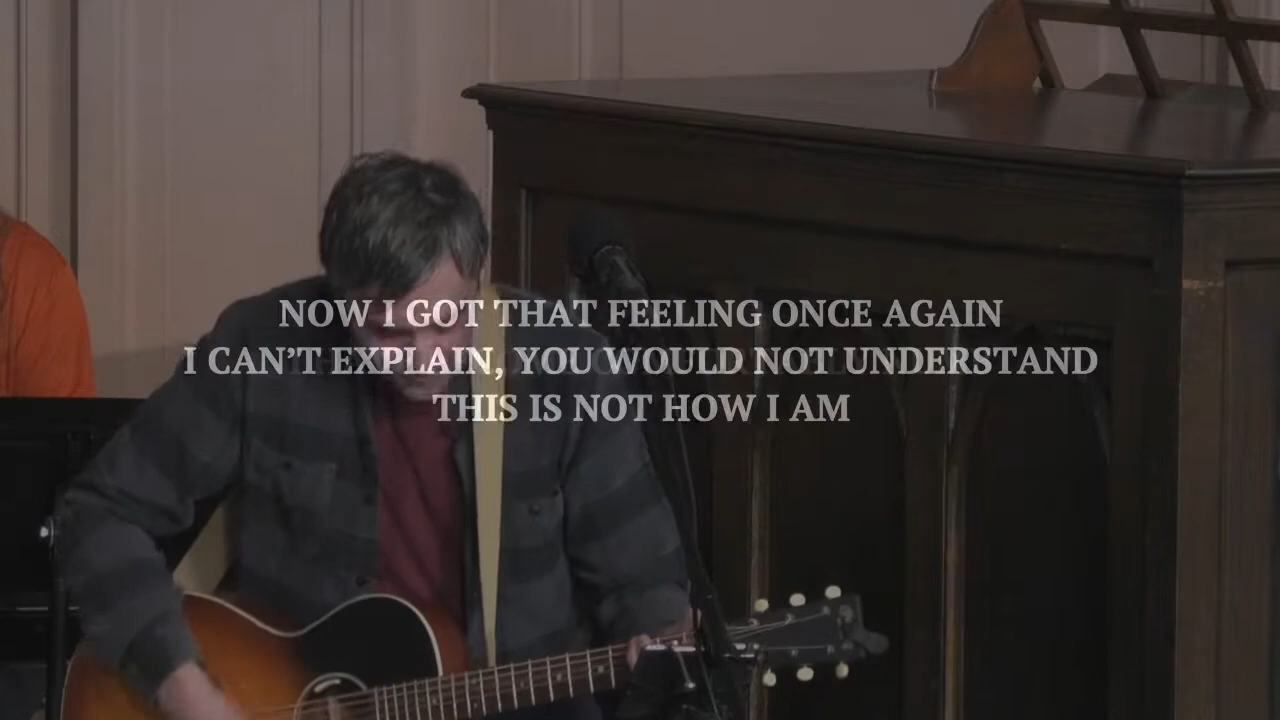 NOW I GOT THAT FEELING ONCE AGAIN
I CAN’T EXPLAIN, YOU WOULD NOT UNDERSTAND
THIS IS NOT HOW I AM